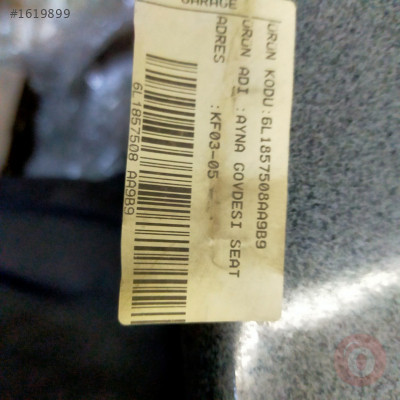 #1619899
GARAGE
URUN KODU:6L1857508AA9B9
URUN ADI :AYNA GOVDESI SEAT
ADRES :KF03-05
6L1857508 AA9B9